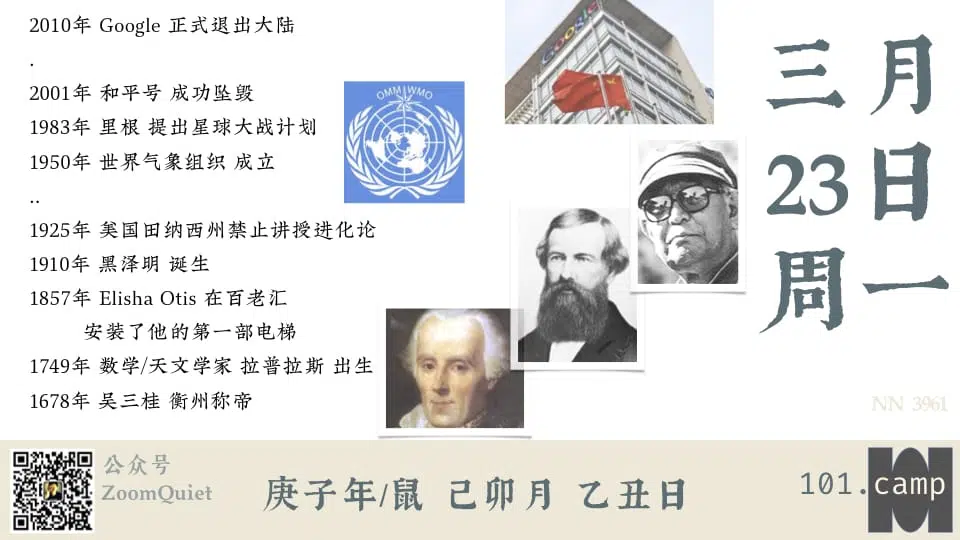 2010年 Google 正式退出大陆
.
2001年 和平号 成功坠毁
1983年 里根 提出星球大战计划
1950年 世界气象组织 成立
..
1925年 美国田纳西州禁止讲授进化论
1910年 黑泽明 诞生
1857年 Elisha Otis 在百老汇
安装了他的第一部电梯
1749年 数学/天文学家 拉普拉斯 出生
1678年 吴三桂 衡州称帝
OMM WMO
Google
三月
23日
周一
NN 3961
公众号
ZoomQuiet
庚子年/鼠 己卯月 乙丑日
101.camp